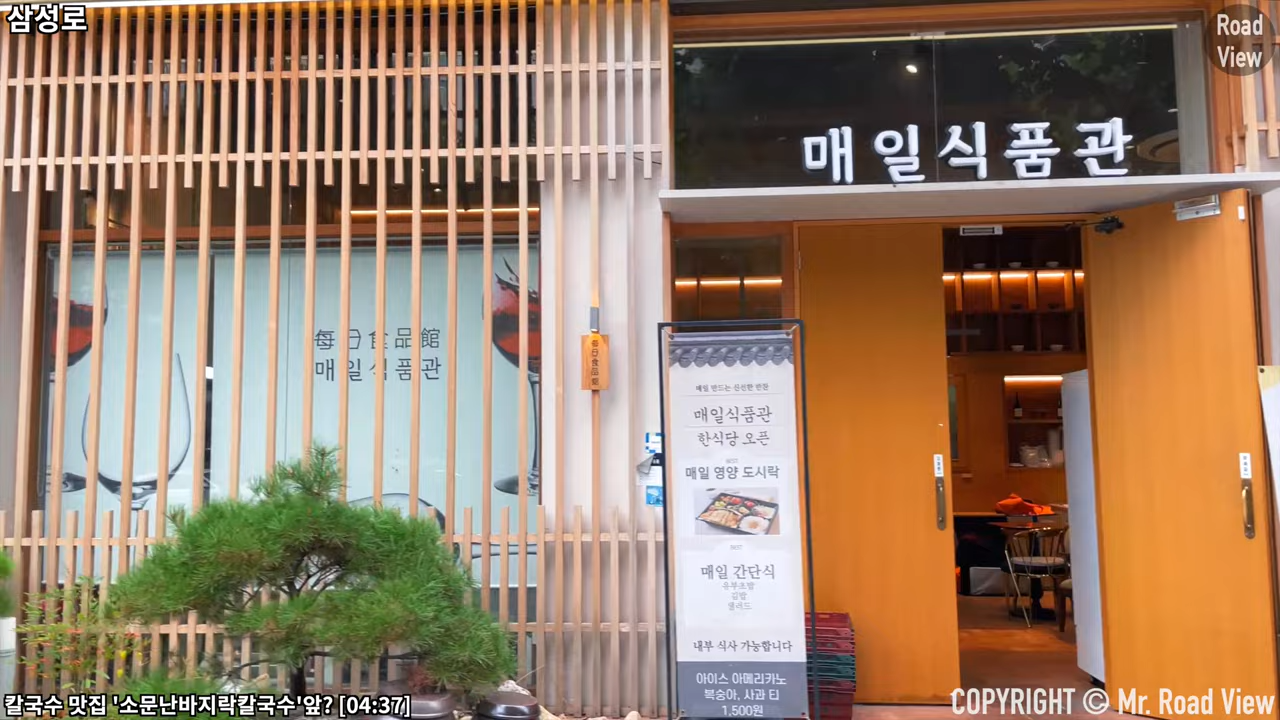 삼성로
Road
View
매일식품관
每日食品館
매일식품관
每日食品館
매일 만드는 신선한 반찬
매일식품관
한식당 오픈
BEST
매일 영양 도시락
BEST
매일 간단식
유부초밥
김밥
샐러드
내부 식사 가능합니다
아이스 아메리카노
복숭아, 사과 티
1,500원
칼국수 맛집 '소문난바지락칼국수'앞? [04:37]
COPYRIGHT © Mr. Road View